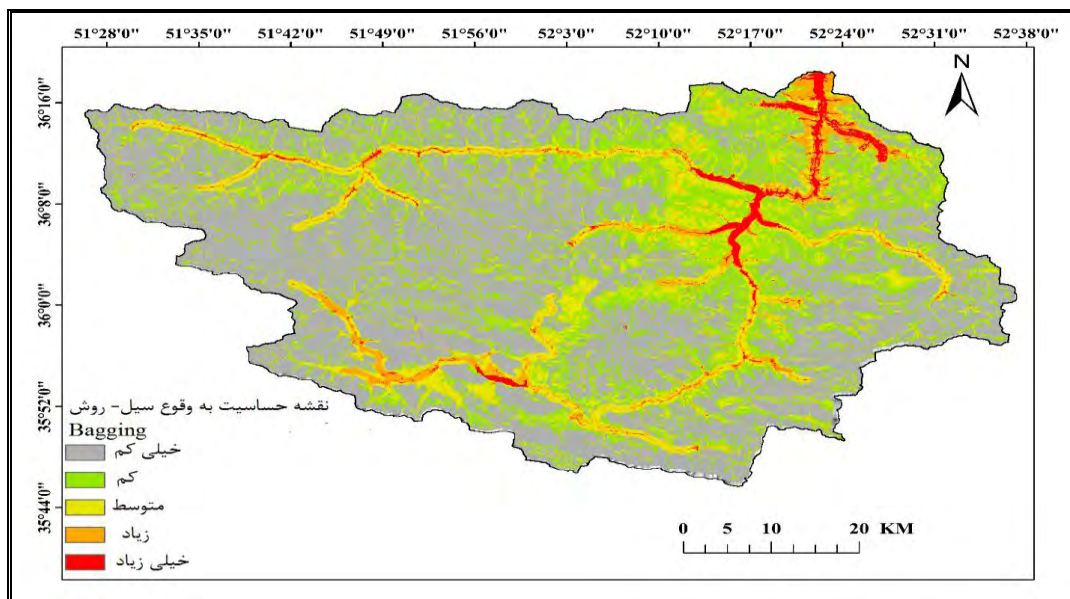 51°28'0" 51°35'0" 51°42'0" 51°49'0" 51°56'0" 52°3'0" 52°10'0" 52°17'0" 52°24'0" 52°31'0" 52°38'0"
N
36°16'0"
36°8'0"
36°0'0"
35°52'0"
35°44'0"
نقشه حساسیت به وقوع سیل- روش
Bagging
خیلی کم
کم
متوسط
زیاد
خیلی زیاد
0 5 10 20 KM